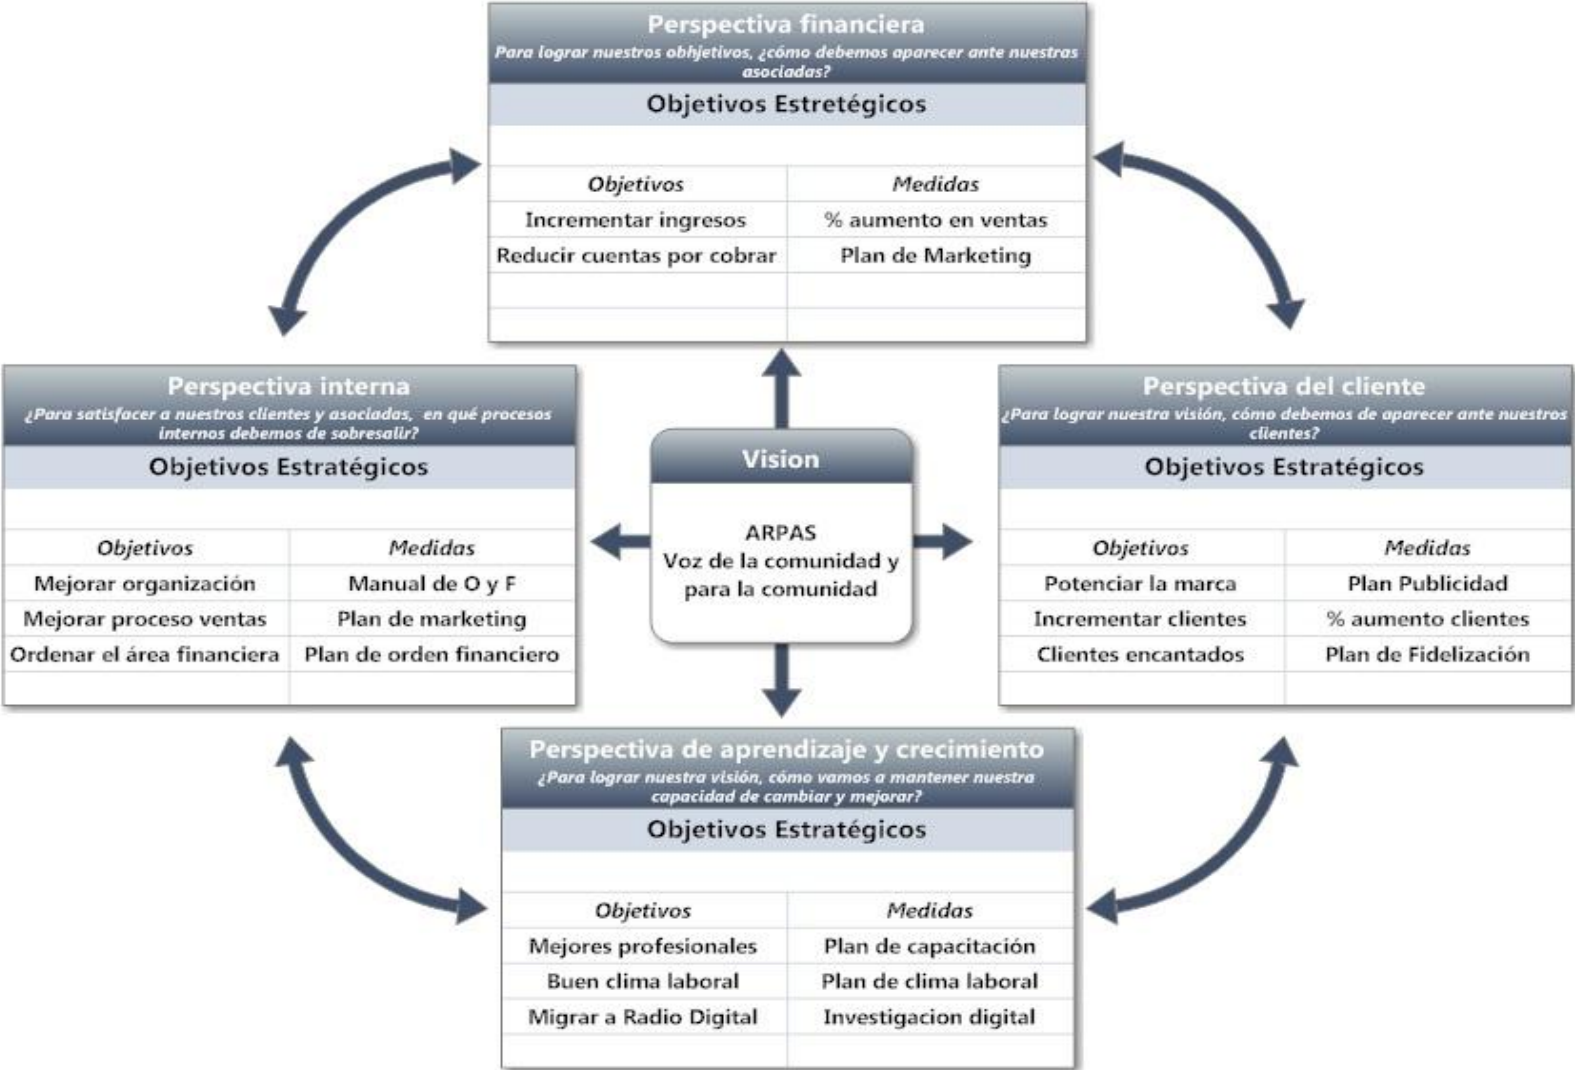 Perspectiva financiera
Para lograr nuestros obhjetivos, ¿cómo debemos aparecer ante nuestras
asociadas?
Objetivos Estretégicos
Objetivos Medidas
Incrementar ingresos % aumento en ventas
Reducir cuentas por cobrar Plan de Marketing
Perspectiva interna
¿Para satisfacer a nuestros clientes y asociadas, en qué procesos
internos debemos de sobresalir?
Objetivos Estratégicos
Objetivos Medidas
Mejorar organización Manual de O y F
Mejorar proceso ventas Plan de marketing
Ordenar el área financiera Plan de orden financiero
Vision
ARPAS
Voz de la comunidad y
para la comunidad
Perspectiva del cliente
¿Para lograr nuestra visión, cómo debemos de aparecer ante nuestros
clientes?
Objetivos Estratégicos
Objetivos Medidas
Potenciar la marca Plan Publicidad
Incrementar clientes % aumento clientes
Clientes encantados Plan de Fidelización
Perspectiva de aprendizaje y crecimiento
¿Para lograr nuestra visión, cómo vamos a mantener nuestra
capacidad de cambiar y mejorar?
Objetivos Estratégicos
Objetivos Medidas
Mejores profesionales Plan de capacitación
Buen clima laboral Plan de clima laboral
Migrar a Radio Digital Investigacion digital